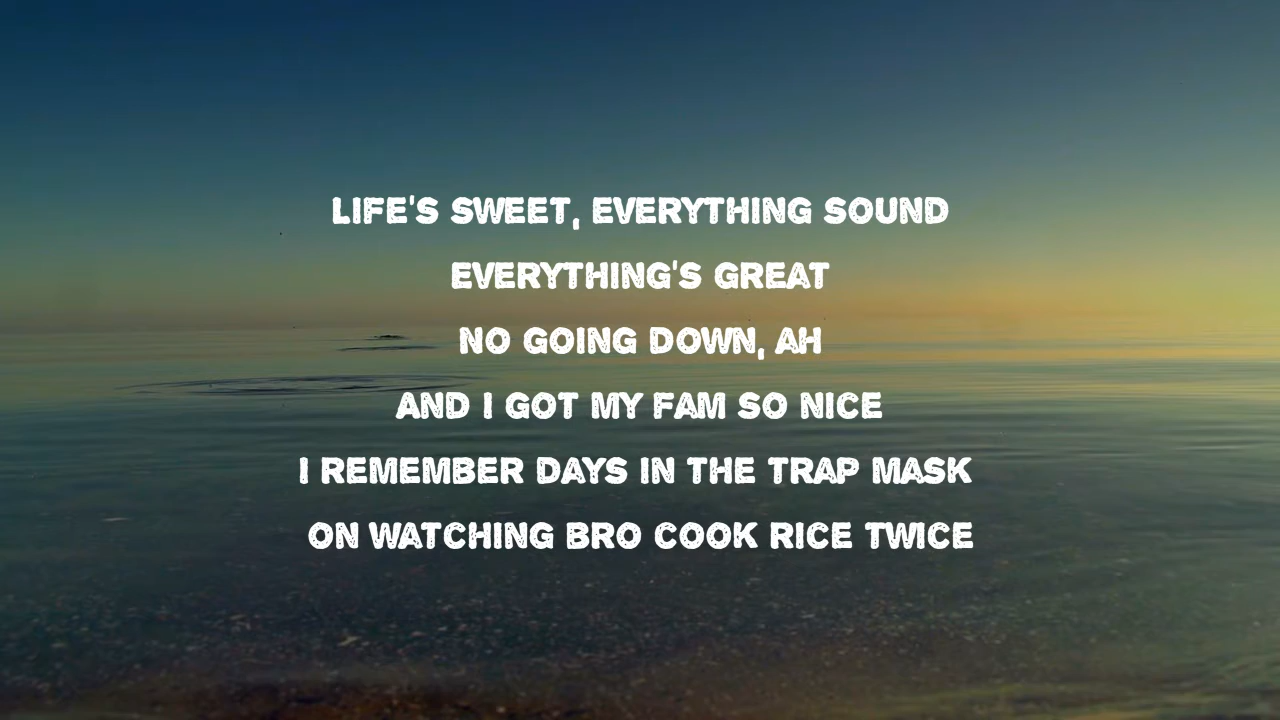 LIFE'S SWEET, EVERYTHING SOUND
EVERYTHING'S GREAT
NO GOING DOWN, AH
AND I GOT MY FAM SO NICE
I REMEMBER DAYS IN THE TRAP MASK
ON WATCHING BRO COOK RICE TWICE